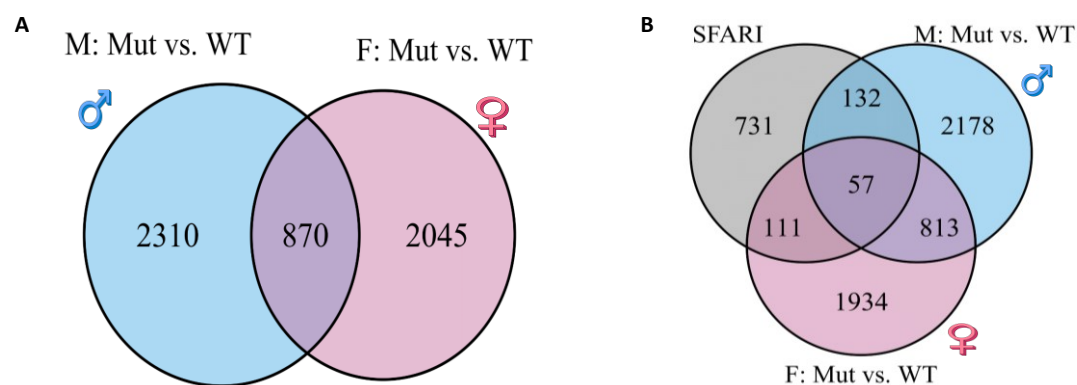 A
M: Mut vs. WT
F: Mut vs. WT
2310
870
2045
B
SFARI
M: Mut vs. WT
132
731
2178
57
111
813
1934
F: Mut vs. WT